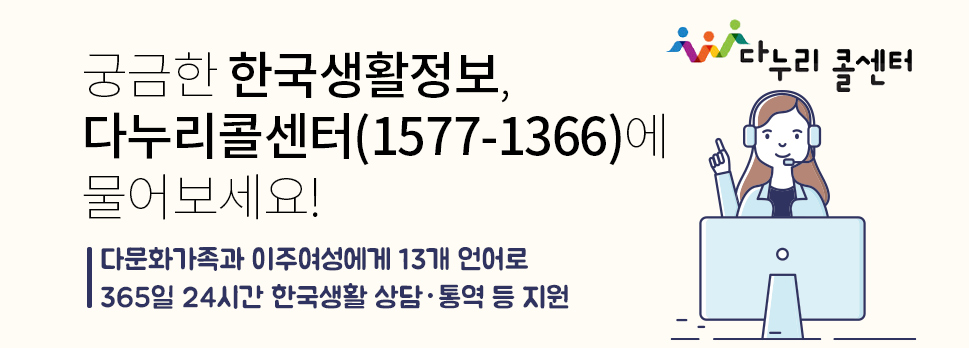 궁금한 한국생활정보,
다누리콜센터(1577-1366)에
물어보세요!
다문화가족과 이주여성에게 13개 언어로
365일 24시간 한국생활 상담·통역 등 지원
다누리 콜센터